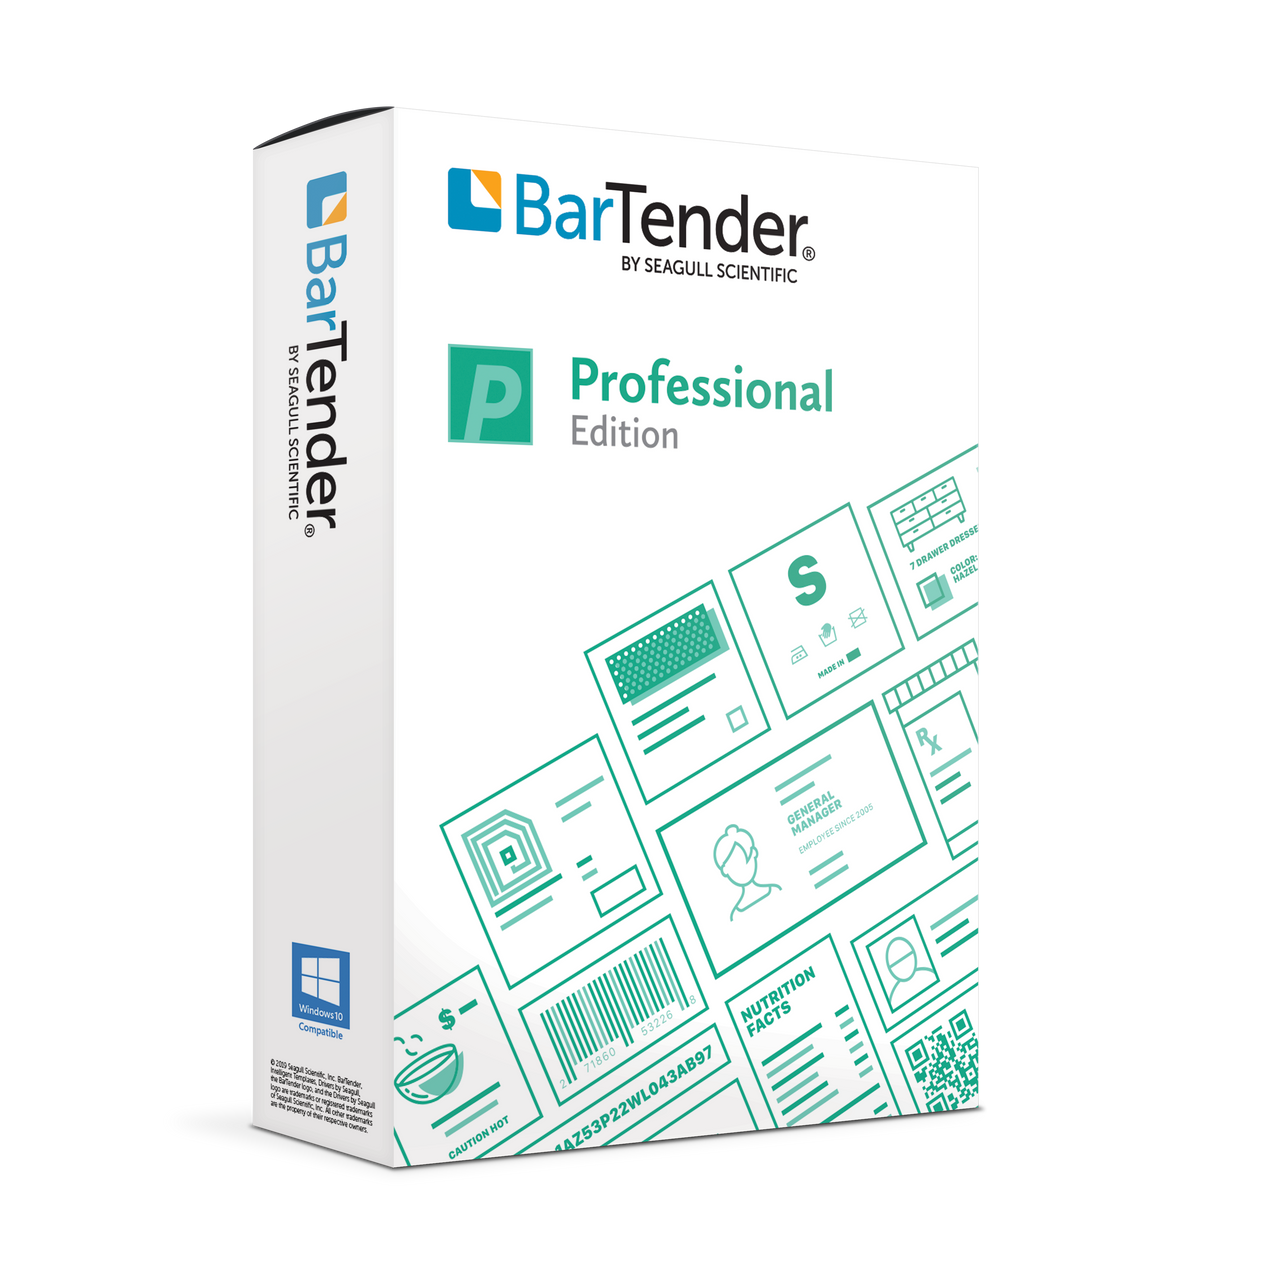 BarTender®
BY SEAGULL SCIENTIFIC
P
Professional
Edition
7 DRAWER DRESSE
COLOR:
HAZEL
S
MADE IN
Rx
GENERAL
MANAGER
EMPLOYEE SINCE 2005
2 71860 53226 8
NUTRITION
FACTS
$
CAUTION HOT
1AZ53P22WL043AB97
BarTender®
BY SEAGULL SCIENTIFIC
Windows 10
Compatible
© 2019 Seagull Scientific, Inc. BarTender,
Intelligent Templates, Drivers by Seagull,
the BarTender logo, and the Drivers by Seagull
logo are trademarks or registered trademarks
of Seagull Scientific, Inc. All other trademarks
are the property of their respective owners.